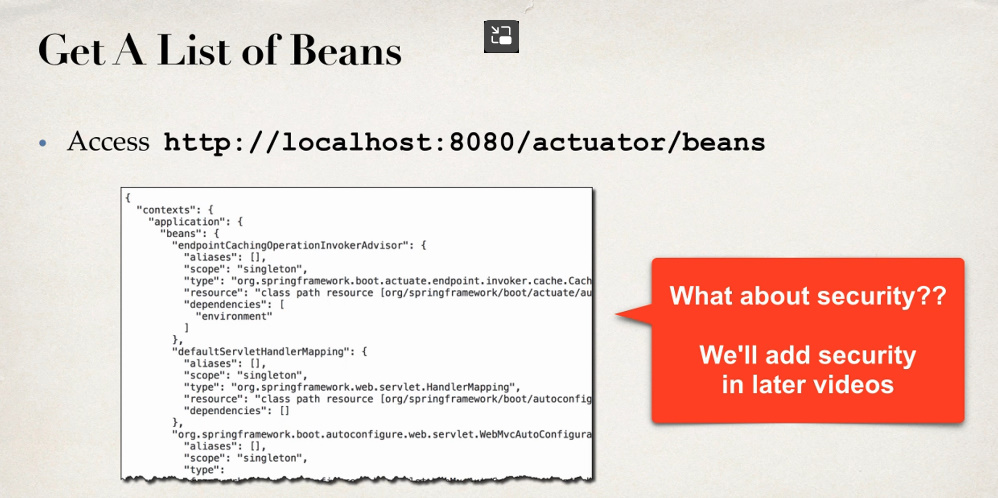 Get A List of Beans
• Access http://localhost:8080/actuator/beans
{
"contexts": {
"application": {
"beans": {
"endpointCachingOperationInvokerAdvisor": {
"aliases": [],
"scope": "singleton",
"type": "org.springframework.boot.actuate.endpoint.invoker.cache.Cach
"resource": "class path resource [org/springframework/boot/actuate/au
"dependencies": [
"environment"
]
},
"defaultServletHandlerMapping": {
"aliases": [],
"scope": "singleton",
"type": "org.springframework.web.servlet.HandlerMapping",
"resource": "class path resource [org/springframework/boot/autoconfig
"dependencies": []
},
"org.springframework.boot.autoconfigure.web.servlet.WebMvcAutoConfigura
"aliases": [],
"scope": "singleton",
"type":
What about security??
We'll add security
in later videos